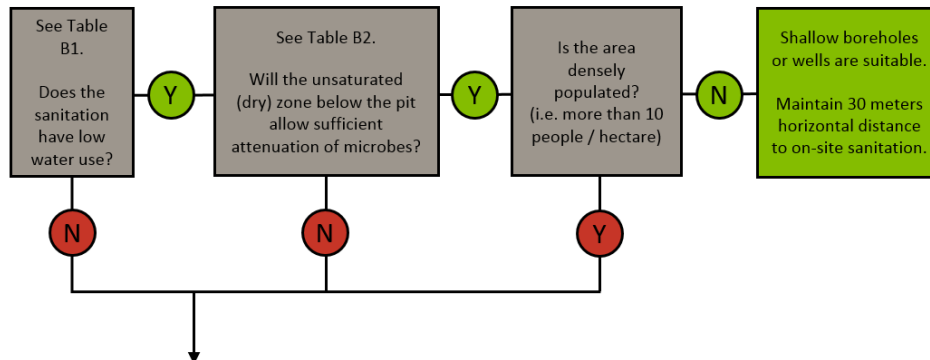 See Table
B1.
Does the
sanitation
have low
water use?
Y
See Table B2.
Will the unsaturated
(dry) zone below the pit
allow sufficient
attenuation of microbes?
Y
Is the area
densely
populated?
(i.e. more than 10
people / hectare)
N
Shallow boreholes
or wells are suitable.
Maintain 30 meters
horizontal distance
to on-site sanitation.
N
N
Y